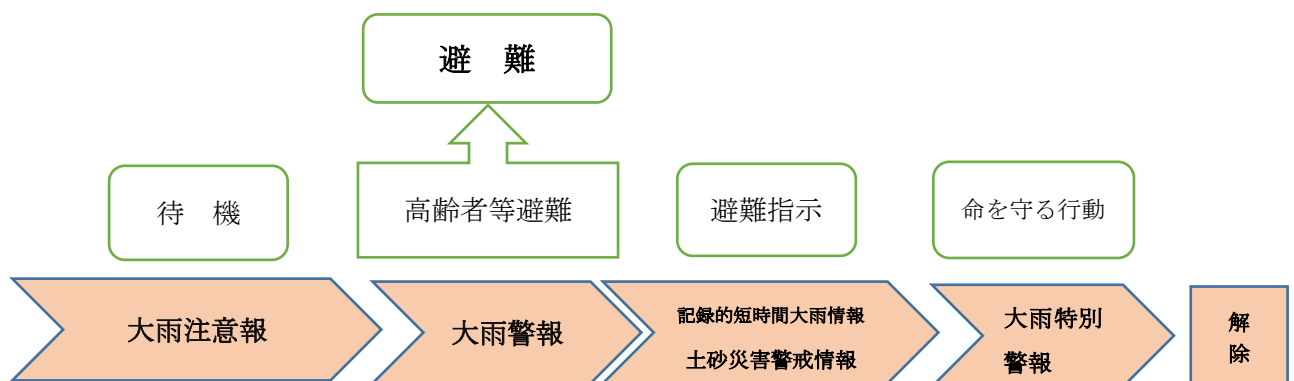 避　難
待　機
高齢者等避難
避難指示
命を守る行動
大雨注意報
大雨警報
記録的短時間大雨情報
土砂災害警戒情報
大雨特別
警報
解
除